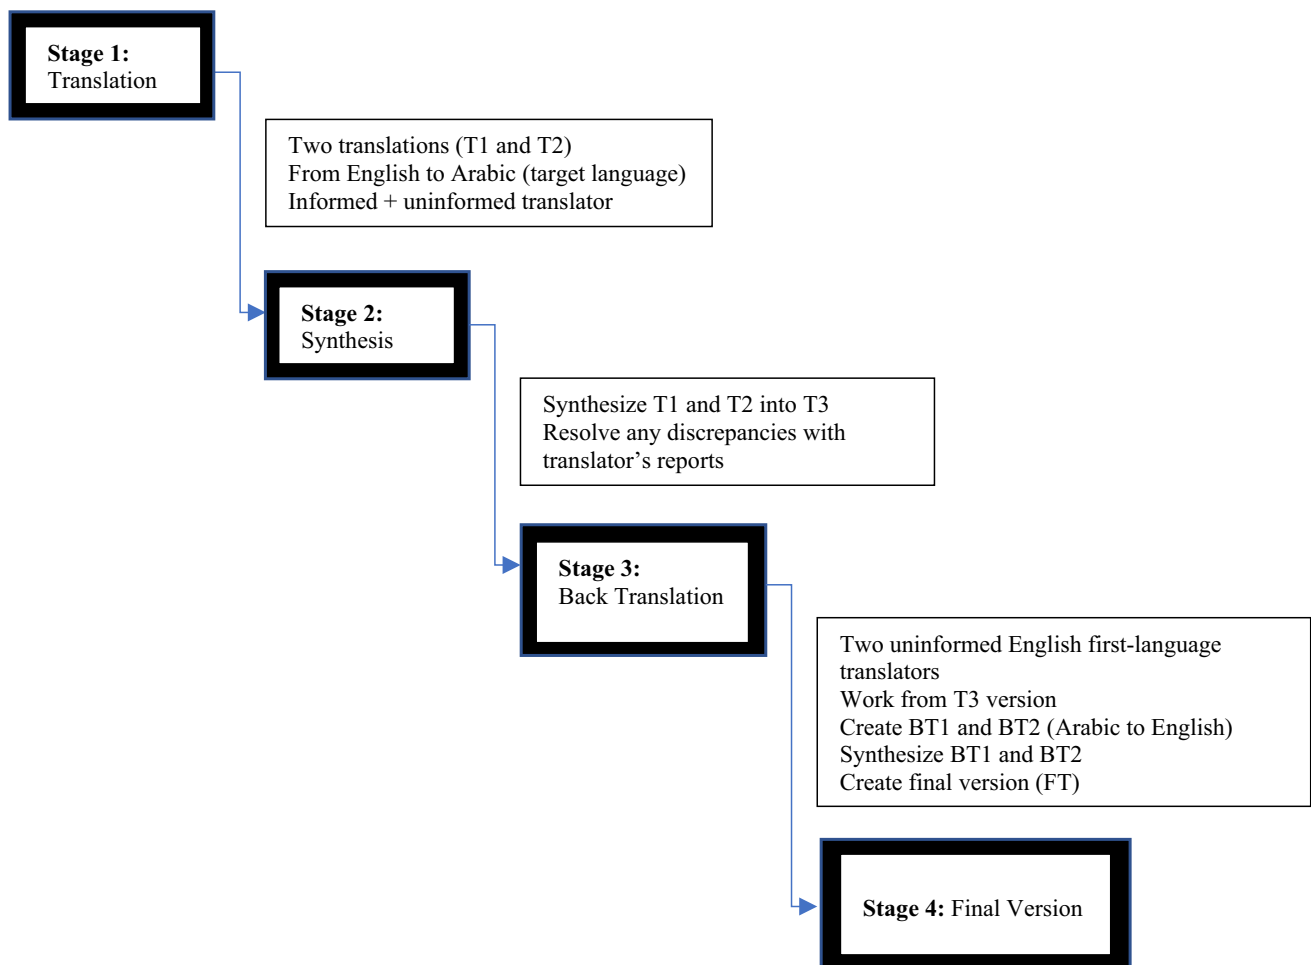 Stage 1:
Translation
Two translations (T1 and T2)
From English to Arabic (target language)
Informed + uninformed translator
Stage 2:
Synthesis
Synthesize T1 and T2 into T3
Resolve any discrepancies with
translator’s reports
Stage 3:
Back Translation
Two uninformed English first-language
translators
Work from T3 version
Create BT1 and BT2 (Arabic to English)
Synthesize BT1 and BT2
Create final version (FT)
Stage 4: Final Version